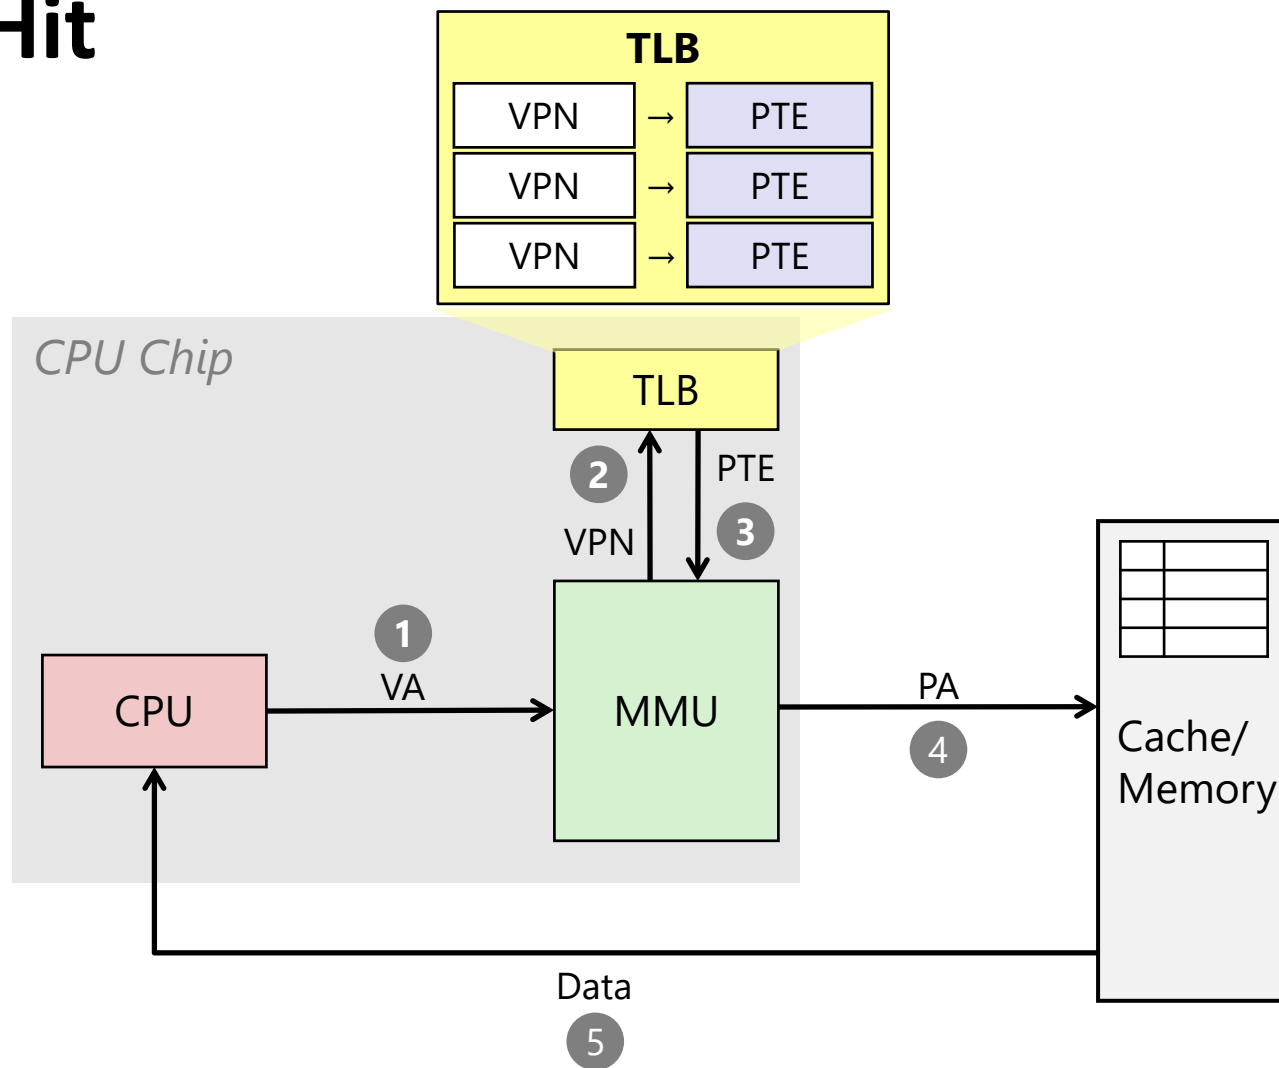 Hit
TLB
VPN → PTE
VPN → PTE
VPN → PTE
CPU Chip
TLB
2
PTE
VPN
3
1
VA
CPU
MMU
PA
4
Cache/
Memory
Data
5